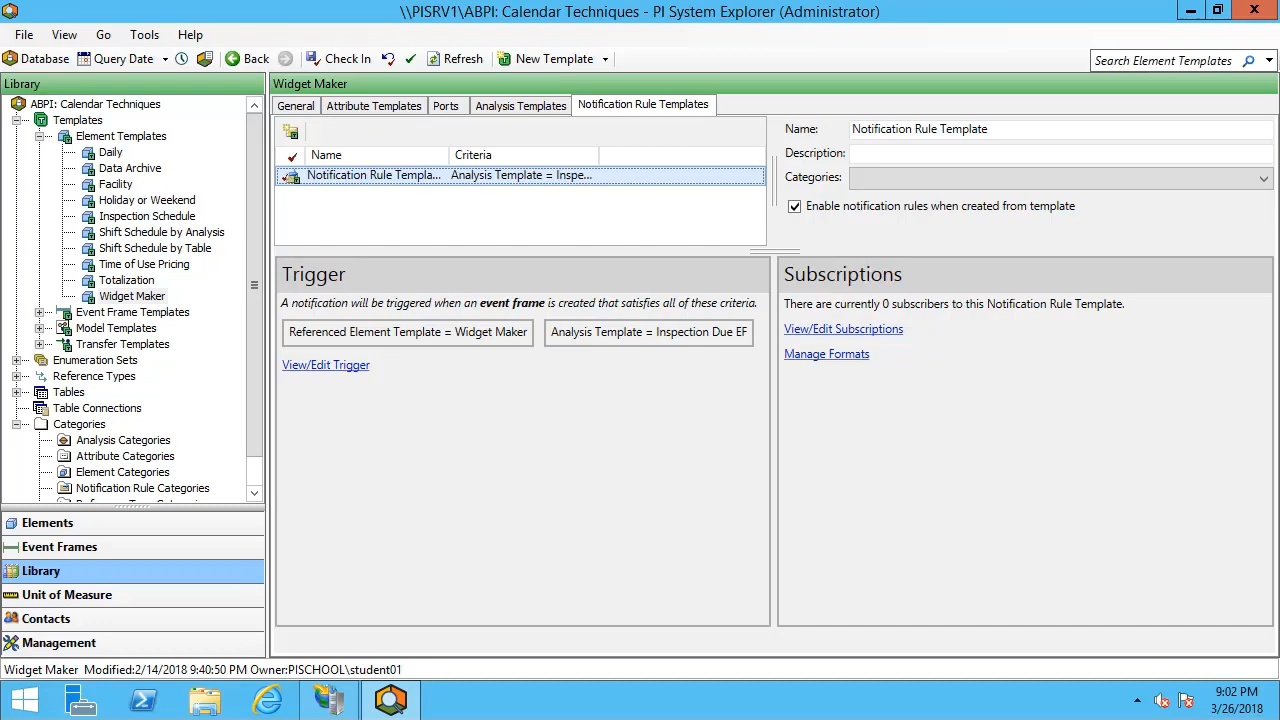 \\PISRV1\ABPI: Calendar Techniques - PI System Explorer (Administrator)
File View Go Tools Help
Database Query Date Back Check In Refresh New Template Search Element Templates
Library
Widget Maker
ABPI: Calendar Techniques
Templates
Element Templates
Daily
Data Archive
Facility
Holiday or Weekend
Inspection Schedule
Shift Schedule by Analysis
Shift Schedule by Table
Time of Use Pricing
Totalization
Widget Maker
Event Frame Templates
Model Templates
Transfer Templates
Enumeration Sets
Reference Types
Tables
Table Connections
Categories
Analysis Categories
Attribute Categories
Element Categories
Notification Rule Categories
Elements
Event Frames
Library
Unit of Measure
Contacts
Management
General Attribute Templates Ports Analysis Templates Notification Rule Templates
Name Criteria
Notification Rule Templa... Analysis Template = Inspe...
Name: Notification Rule Template
Description:
Categories:
Enable notification rules when created from template
Trigger
A notification will be triggered when an event frame is created that satisfies all of these criteria.
Referenced Element Template = Widget Maker Analysis Template = Inspection Due EF
View/Edit Trigger
Subscriptions
There are currently 0 subscribers to this Notification Rule Template.
View/Edit Subscriptions
Manage Formats
Widget Maker Modified:2/14/2018 9:40:50 PM Owner:PISCHOOL\student01
9:02 PM
3/26/2018